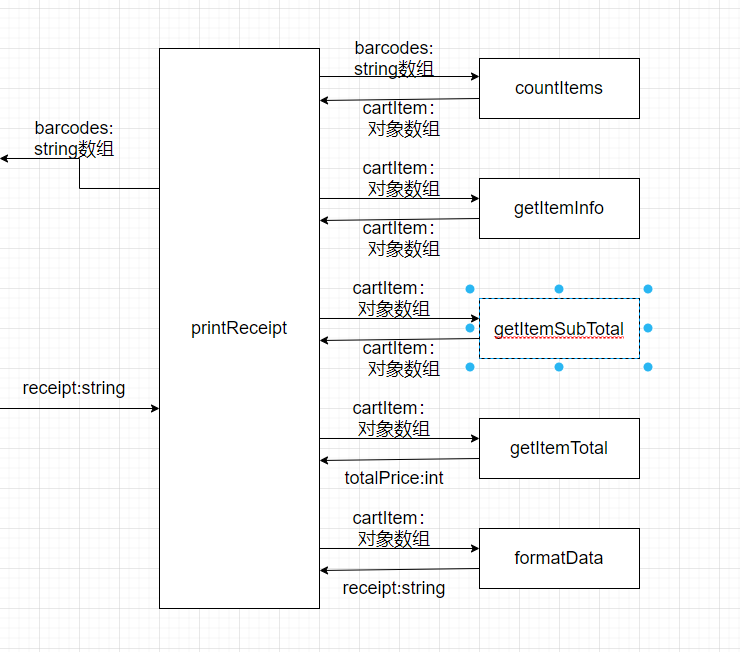 barcodes:
string数组
countItems
cartItem：
对象数组
barcodes:
string数组
cartItem：
对象数组
getItemInfo
cartItem：
对象数组
cartItem：
对象数组
printReceipt
getItemSubTotal
cartItem：
对象数组
receipt:string
cartItem：
对象数组
getItemTotal
totalPrice:int
cartItem：
对象数组
formatData
receipt:string